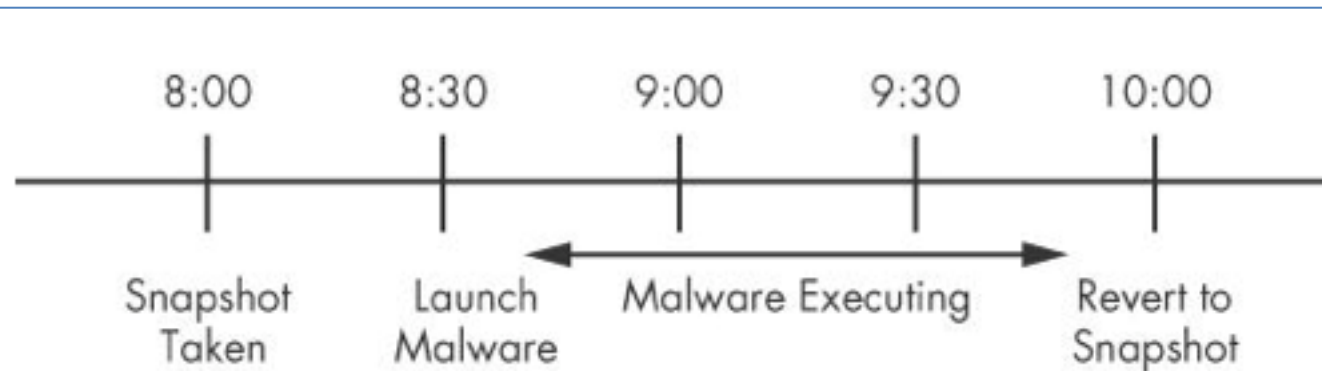 8:00 8:30 9:00 9:30 10:00
Snapshot Launch Malware Executing Revert to
Taken Malware Snapshot